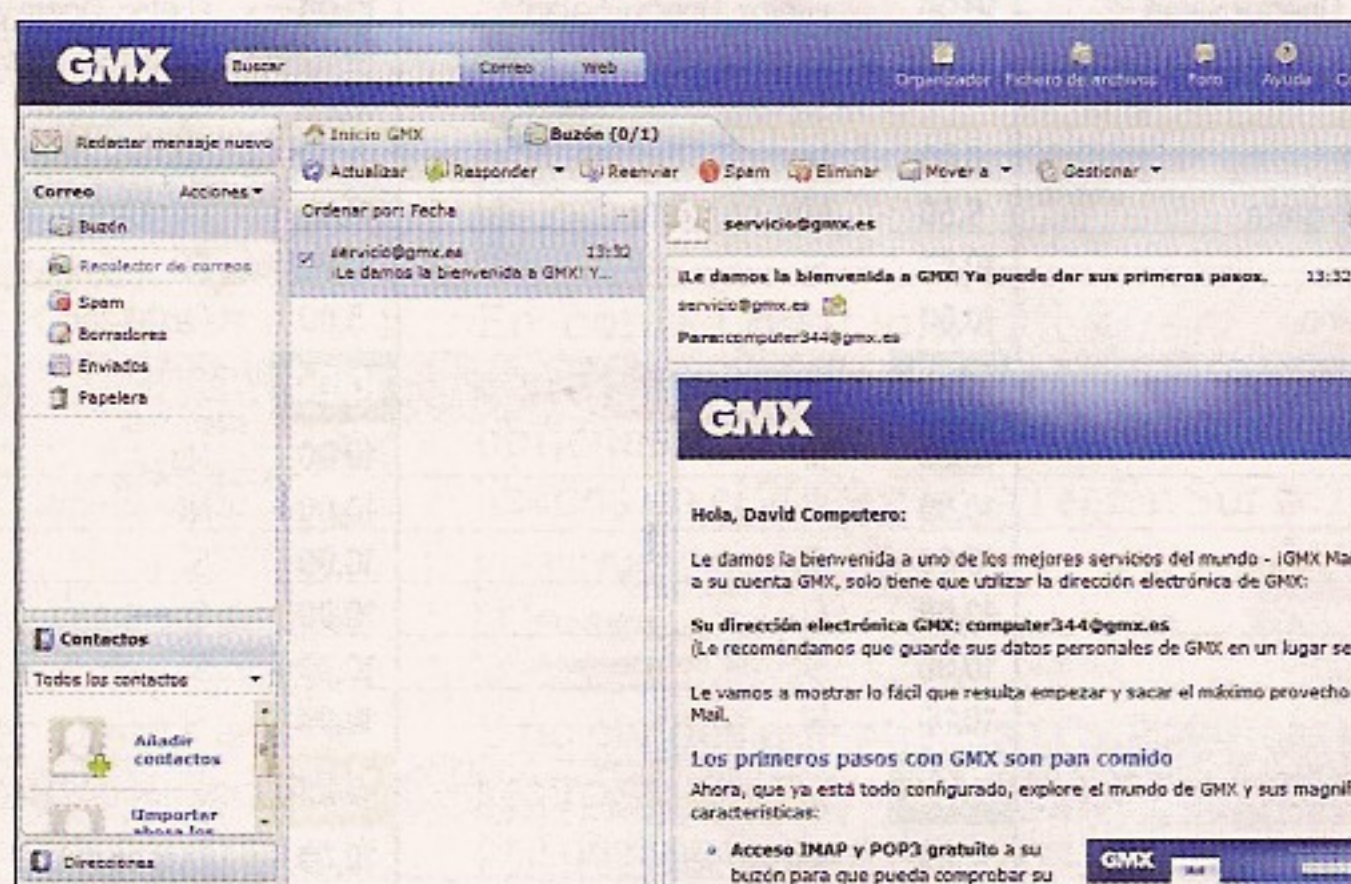 GMX
Buscar
Correo Web
Organizador Fichero de archivos Foro Ayuda
Redactar mensaje nuevo
Inicio GMX
Buzón (0/1)
Actualizar Responder Reenviar Spam Eliminar Mover a Gestionar
Correo Acciones
Buzón
Recolector de correos
Spam
Borradores
Enviados
Papelera
Ordenar por: Fecha
servicio@gmx.es 13:32
¡Le damos la bienvenida a GMX! Y...
servicio@gmx.es
¡Le damos la bienvenida a GMX! Ya puede dar sus primeros pasos. 13:32
servicio@gmx.es
Para:computer344@gmx.es
GMX
Hola, David Computero:
Le damos la bienvenida a uno de los mejores servicios del mundo - ¡GMX Mai
a su cuenta GMX, solo tiene que utilizar la dirección electrónica de GMX:
Su dirección electrónica GMX: computer344@gmx.es
(Le recomendamos que guarde sus datos personales de GMX en un lugar se
Le vamos a mostrar lo fácil que resulta empezar y sacar el máximo provecho
Mail.
Los primeros pasos con GMX son pan comido
Ahora, que ya está todo configurado, explore el mundo de GMX y sus magníf
características:
Acceso IMAP y POP3 gratuito a su
buzón para que pueda comprobar su
GMX
Contactos
Todos los contactos
Añadir
contactos
Importar
ahora los
Direcciones